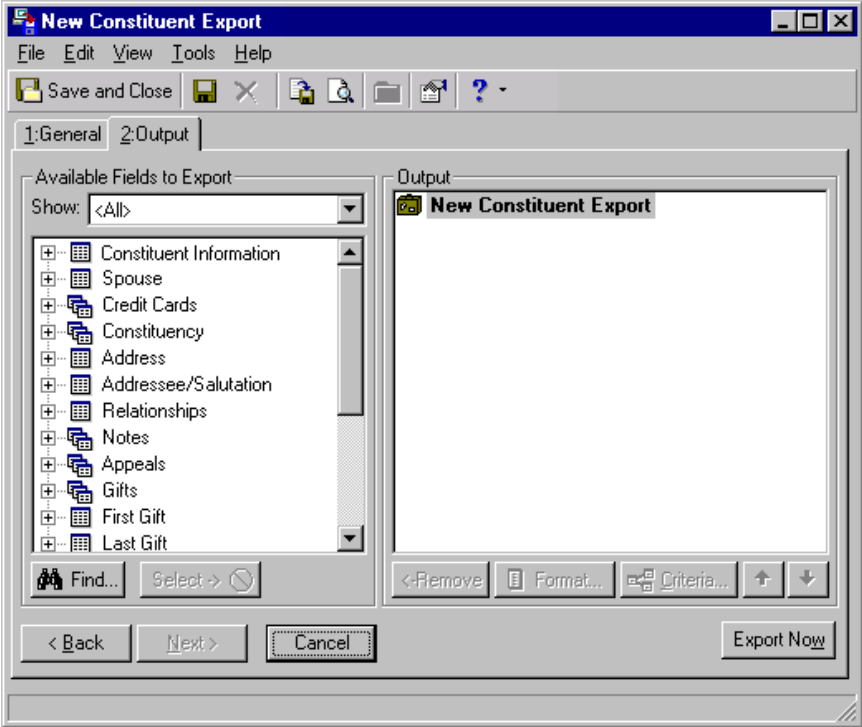 New Constituent Export
File Edit View Tools Help
Save and Close ?
1:General 2:Output
Available Fields to Export
Show: <All>
Constituent Information
Spouse
Credit Cards
Constituency
Address
Addressee/Salutation
Relationships
Notes
Appeals
Gifts
First Gift
Last Gift
Find... Select ->
Output
New Constituent Export
<-Remove Format... Criteria...
< Back Next > Cancel Export Now